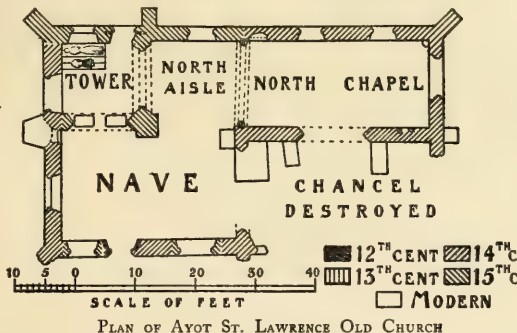 TOWER
NORTH AISLE
NORTH CHAPEL
NAVE
CHANCEL
DESTROYED
12TH CENT 14TH C
13TH CENT 15TH C
MODERN
10 5 0 10 20 30 40
SCALE OF FEET
PLAN OF AYOT ST. LAWRENCE OLD CHURCH